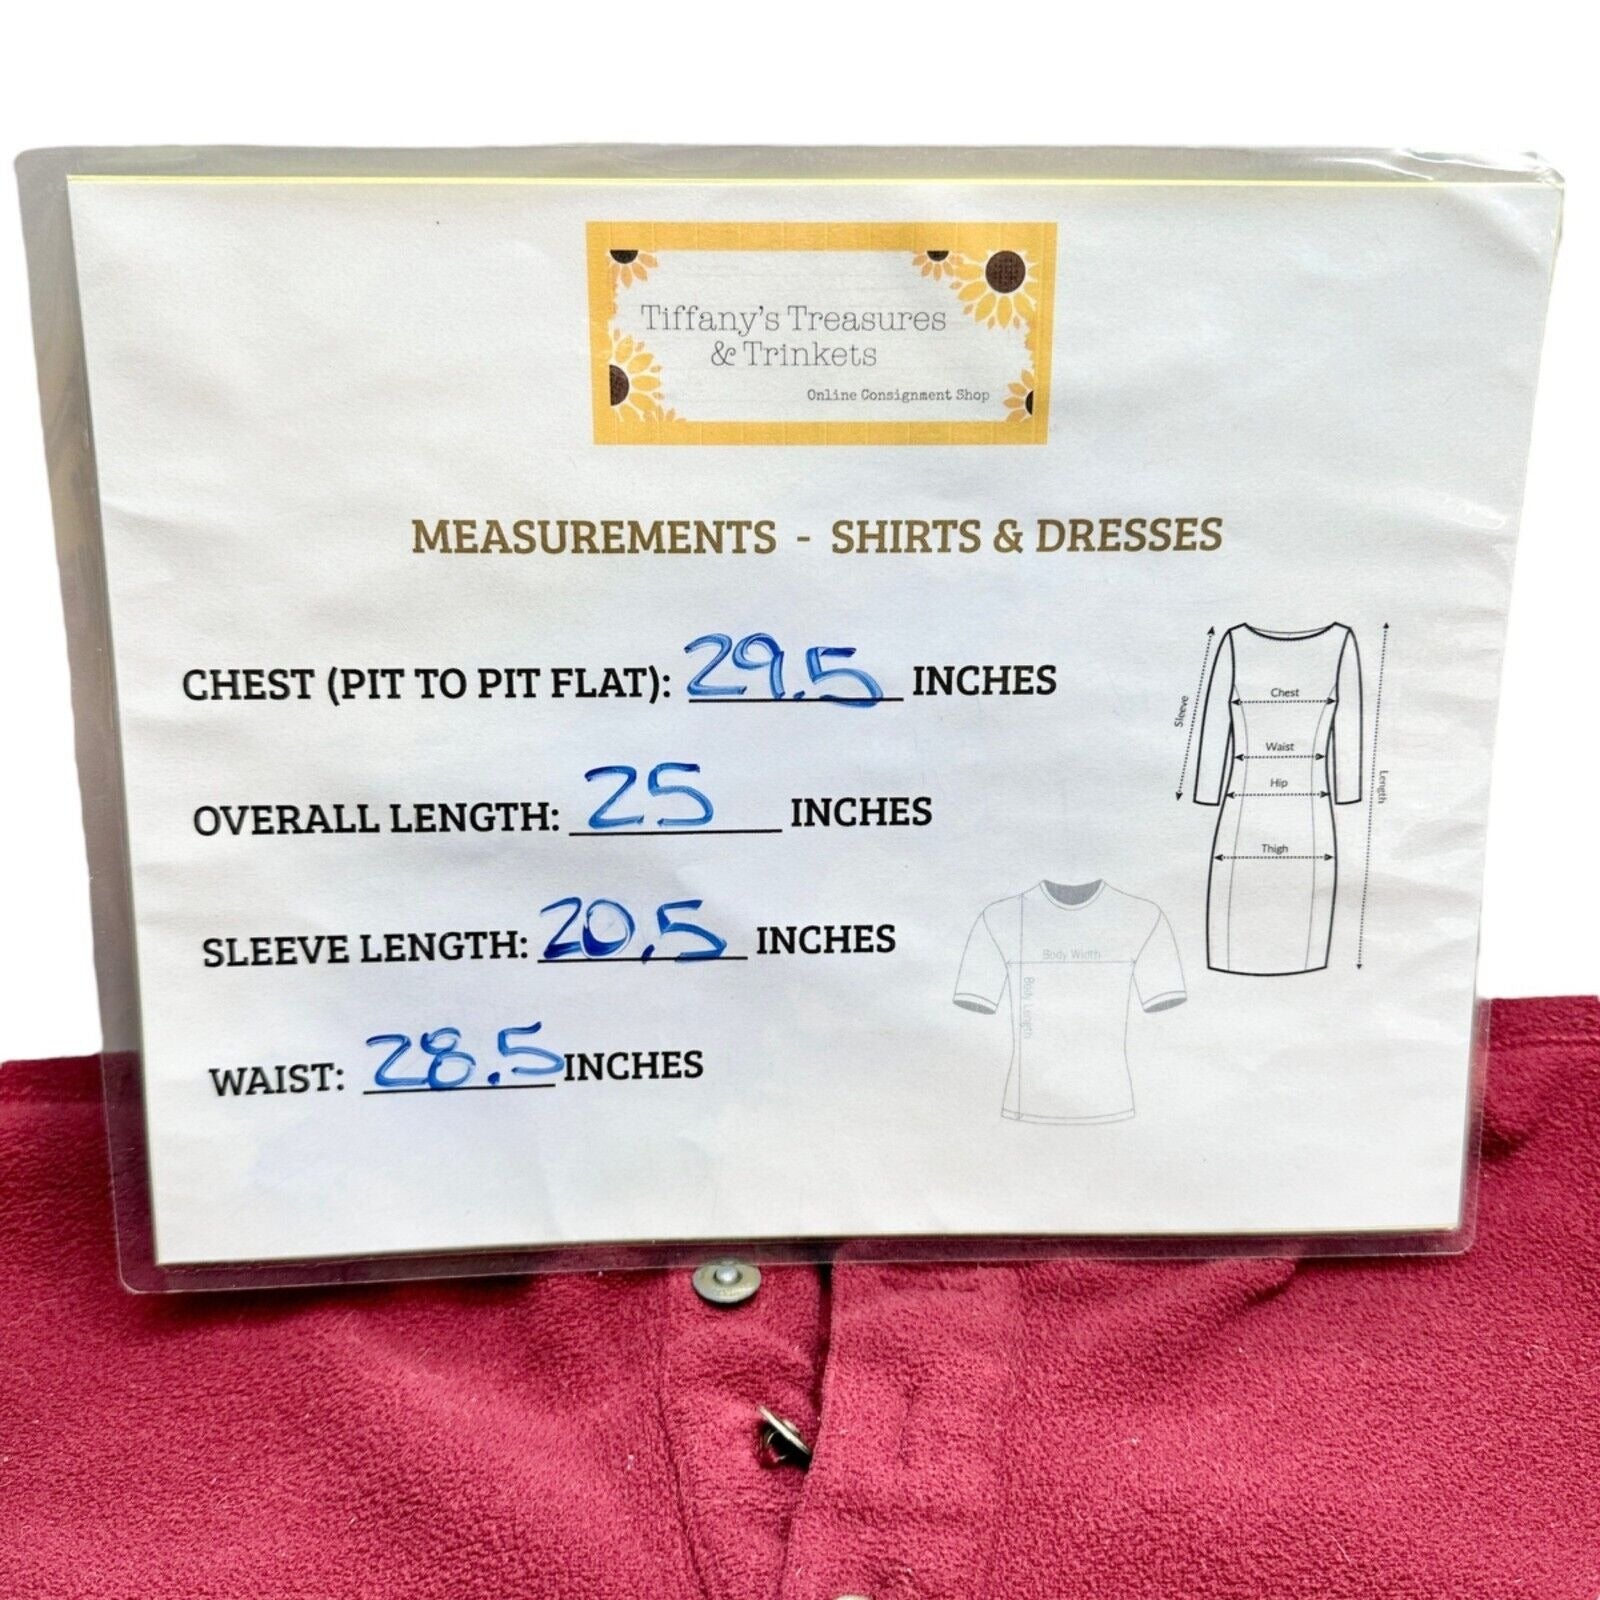 Tiffany's Treasures
& Trinkets
Online Consignment Shop
MEASUREMENTS - SHIRTS & DRESSES
CHEST (PIT TO PIT FLAT): 29.5 INCHES
OVERALL LENGTH: 25 INCHES
SLEEVE LENGTH: 20.5 INCHES
WAIST: 28.5 INCHES
Sleeve
Chest
Waist
Hip
Thigh
Length
Body Width
Body Length